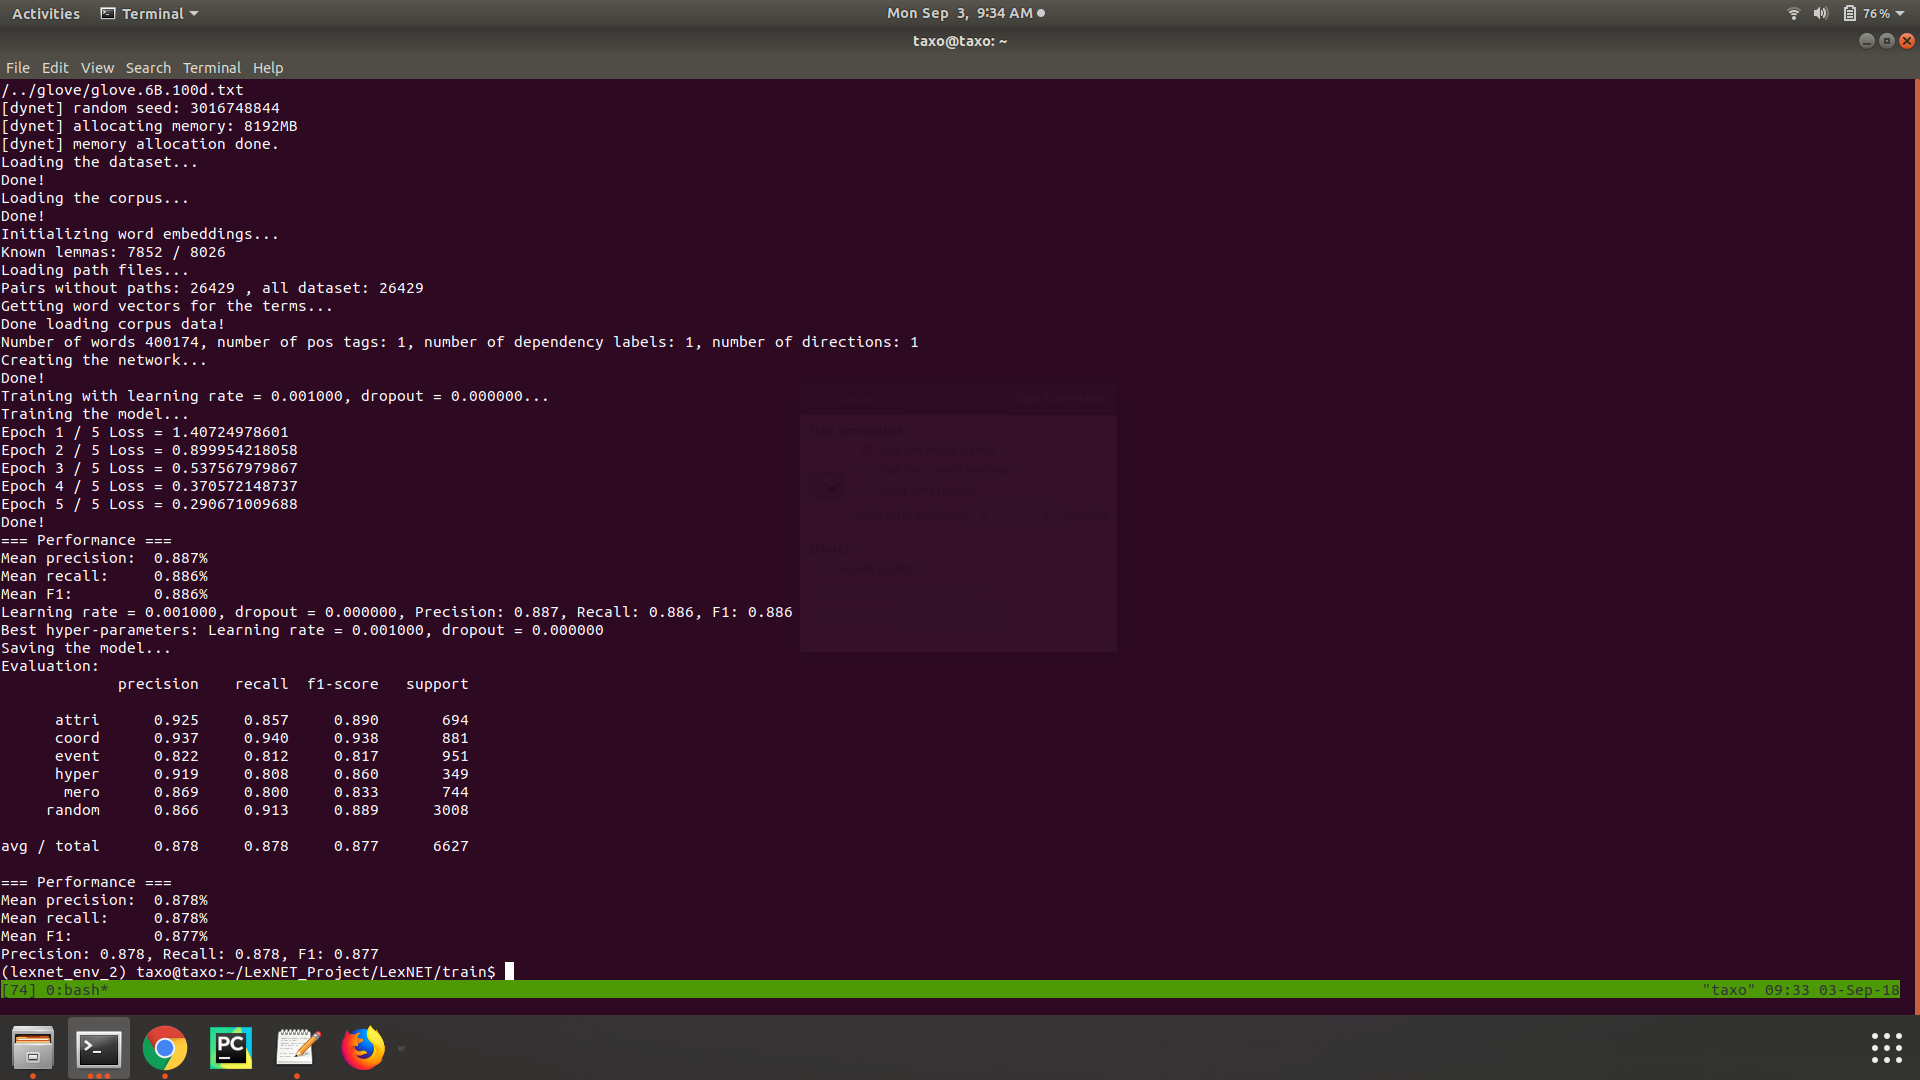 Activities Terminal Mon Sep 3, 9:34 AM 76%
taxo@taxo: ~
File Edit View Search Terminal Help
/../glove/glove.6B.100d.txt
[dynet] random seed: 3016748844
[dynet] allocating memory: 8192MB
[dynet] memory allocation done.
Loading the dataset...
Done!
Loading the corpus...
Done!
Initializing word embeddings...
Known lemmas: 7852 / 8026
Loading path files...
Pairs without paths: 26429 , all dataset: 26429
Getting word vectors for the terms...
Done loading corpus data!
Number of words 400174, number of pos tags: 1, number of dependency labels: 1, number of directions: 1
Creating the network...
Done!
Training with learning rate = 0.001000, dropout = 0.000000...
Training the model...
Epoch 1 / 5 Loss = 1.40724978601
Epoch 2 / 5 Loss = 0.899954218058
Epoch 3 / 5 Loss = 0.537567979867
Epoch 4 / 5 Loss = 0.370572148737
Epoch 5 / 5 Loss = 0.290671009688
Done!
=== Performance ===
Mean precision: 0.887%
Mean recall: 0.886%
Mean F1: 0.886%
Learning rate = 0.001000, dropout = 0.000000, Precision: 0.887, Recall: 0.886, F1: 0.886
Best hyper-parameters: Learning rate = 0.001000, dropout = 0.000000
Saving the model...
Evaluation:
precision recall f1-score support
attri 0.925 0.857 0.890 694
coord 0.937 0.940 0.938 881
event 0.822 0.812 0.817 951
hyper 0.919 0.808 0.860 349
mero 0.869 0.800 0.833 744
random 0.866 0.913 0.889 3008
avg / total 0.878 0.878 0.877 6627
=== Performance ===
Mean precision: 0.878%
Mean recall: 0.878%
Mean F1: 0.877%
Precision: 0.878, Recall: 0.878, F1: 0.877
(lexnet_env_2) taxo@taxo:~/LexNET_Project/LexNET/train$
[74] 0:bash* "taxo" 09:33 03-Sep-18
PC